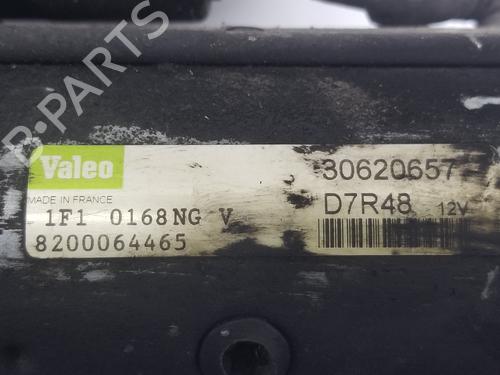 B-PARTS
Valeo
MADE IN FRANCE
1F1 0168NG V
8200064465
30620657
D7R48 12V